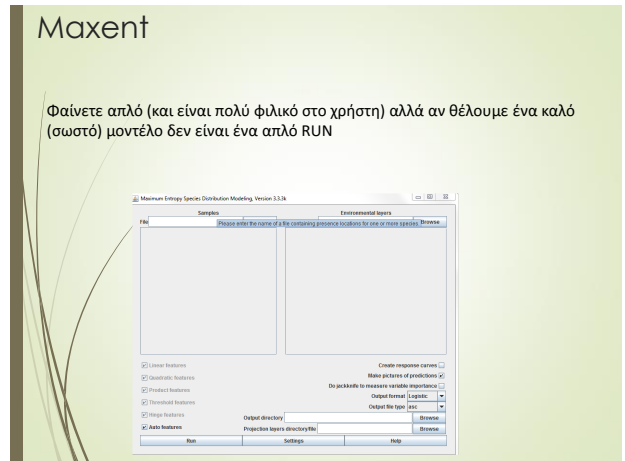 Maxent
Φαίνετε απλό (και είναι πολύ φιλικό στο χρήστη) αλλά αν θέλουμε ένα καλό
(σωστό) μοντέλο δεν είναι ένα απλό RUN
Maximum Entropy Species Distribution Modeling, Version 3.3.3k
Samples
Environmental layers
File
Please enter the name of a file containing presence locations for one or more species.
Browse
Linear features
Quadratic features
Product features
Threshold features
Hinge features
Auto features
Create response curves
Make pictures of predictions
Do jackknife to measure variable importance
Output format Logistic
Output file type asc
Output directory
Browse
Projection layers directory/file
Browse
Run
Settings
Help